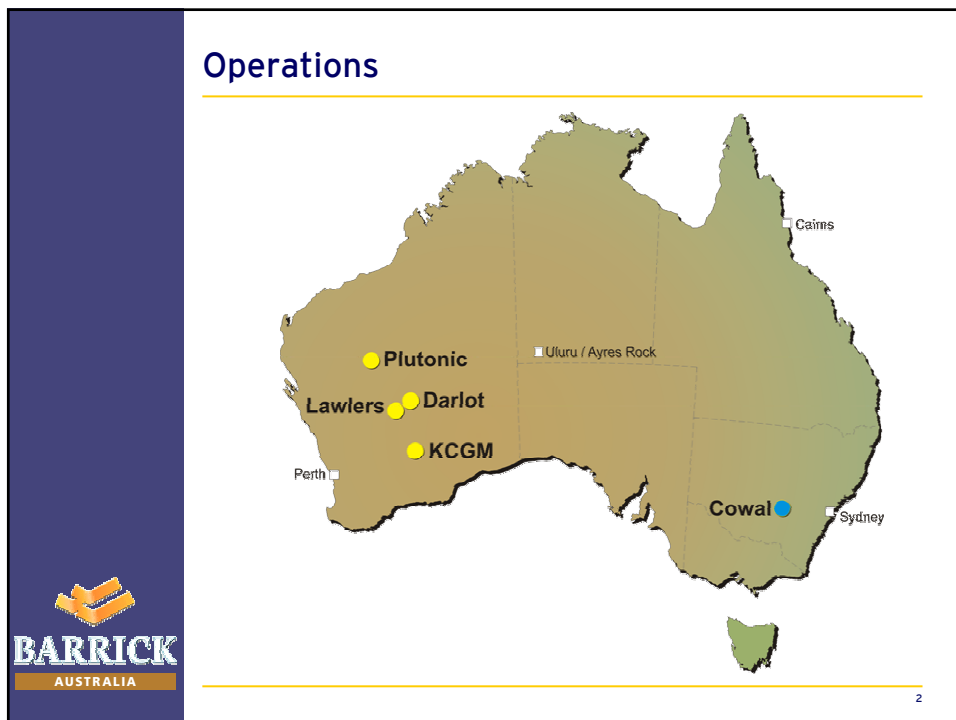 Operations
Cairns
Uluru / Ayres Rock
Plutonic
Darlot
Lawlers
KCGM
Perth
Cowal
Sydney
BARRICK
AUSTRALIA
2